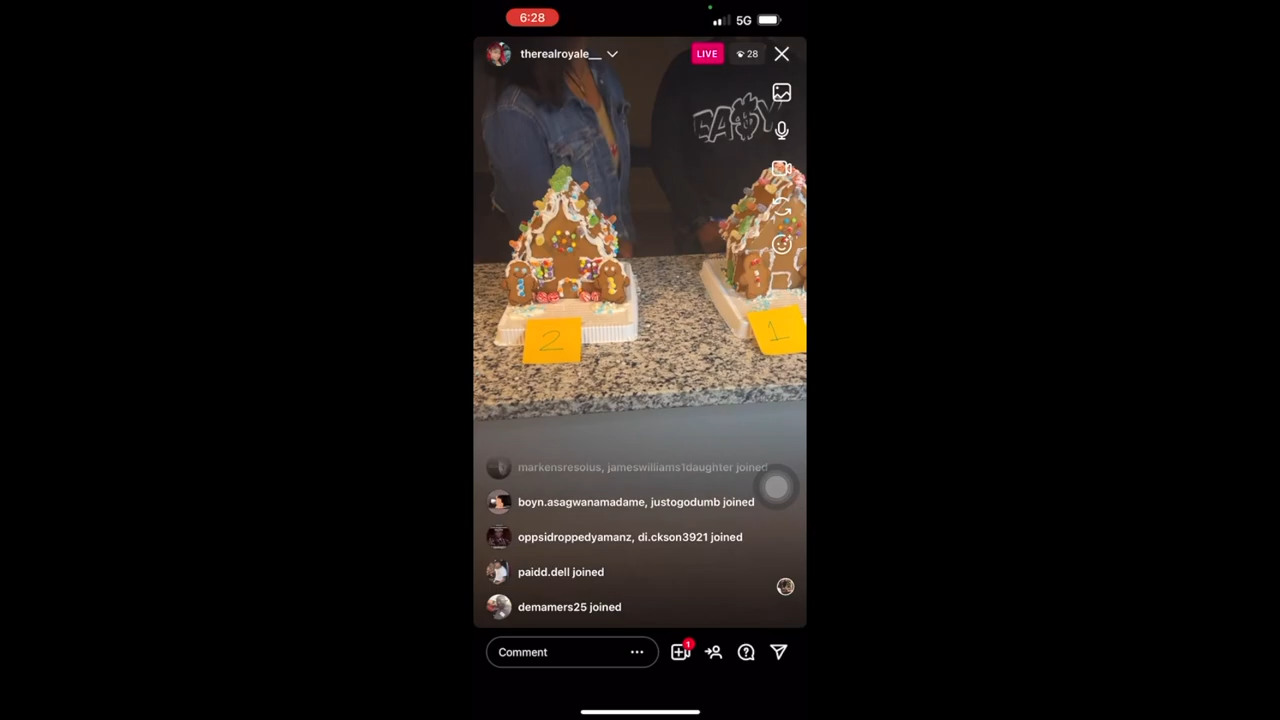 6:28
5G
therealroyale__
LIVE
28
EA$Y
2
1
markensresolus, jameswilliams1daughter joined
boyn.asagwanamadame, justogodumb joined
oppsidroppedyamanz, di.ckson3921 joined
paidd.dell joined
demamers25 joined
Comment
1